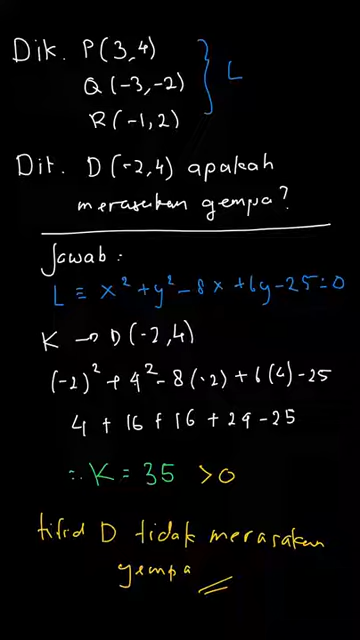 Dik. P(3,4)
Q(-3,-2)
R(-1,2)
L
Dit. D(-2,4) apakah
merasakan gempa?
Jawab:
L ≡ x² + y² - 8x + 6y - 25 = 0
K → D(-2,4)
(-2)² + 4² - 8(-2) + 6(4) - 25
4 + 16 + 16 + 24 - 25
∴ K = 35 > 0
titid D tidak merasakan
gempa